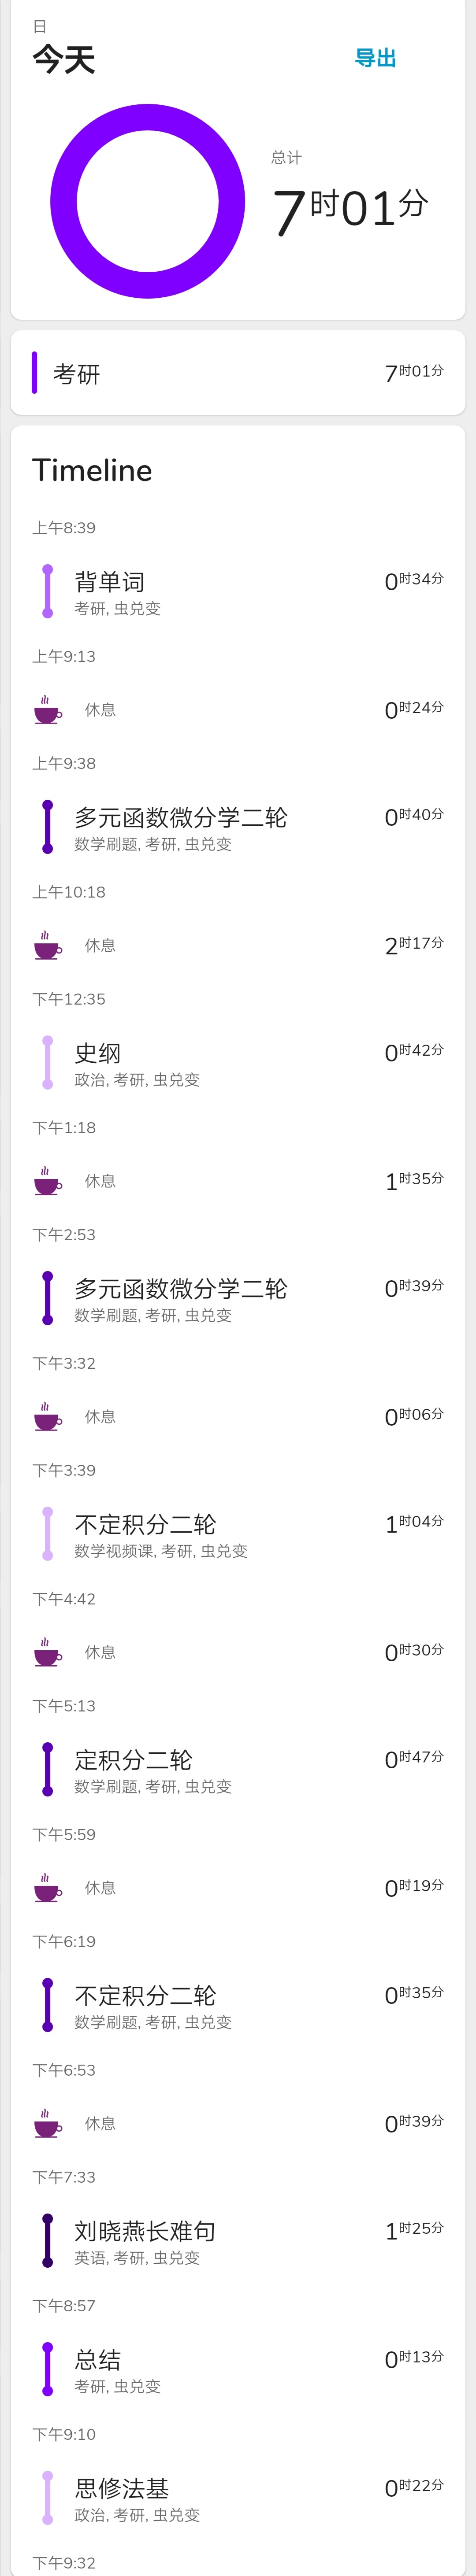 日
今天
导出
总计
7时01分
考研
7时01分
Timeline
上午8:39
背单词
0时34分
考研, 虫兑变
上午9:13
休息
0时24分
上午9:38
多元函数微分学二轮
0时40分
数学刷题, 考研, 虫兑变
上午10:18
休息
2时17分
下午12:35
史纲
0时42分
政治, 考研, 虫兑变
下午1:18
休息
1时35分
下午2:53
多元函数微分学二轮
0时39分
数学刷题, 考研, 虫兑变
下午3:32
休息
0时06分
下午3:39
不定积分二轮
1时04分
数学视频课, 考研, 虫兑变
下午4:42
休息
0时30分
下午5:13
定积分二轮
0时47分
数学刷题, 考研, 虫兑变
下午5:59
休息
0时19分
下午6:19
不定积分二轮
0时35分
数学刷题, 考研, 虫兑变
下午6:53
休息
0时39分
下午7:33
刘晓燕长难句
1时25分
英语, 考研, 虫兑变
下午8:57
总结
0时13分
考研, 虫兑变
下午9:10
思修法基
0时22分
政治, 考研, 虫兑变
下午9:32